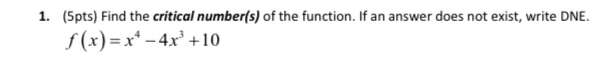 1. (5pts) Find the critical number(s) of the function. If an answer does not exist, write DNE.
f(x) = x⁴ – 4x³ + 10